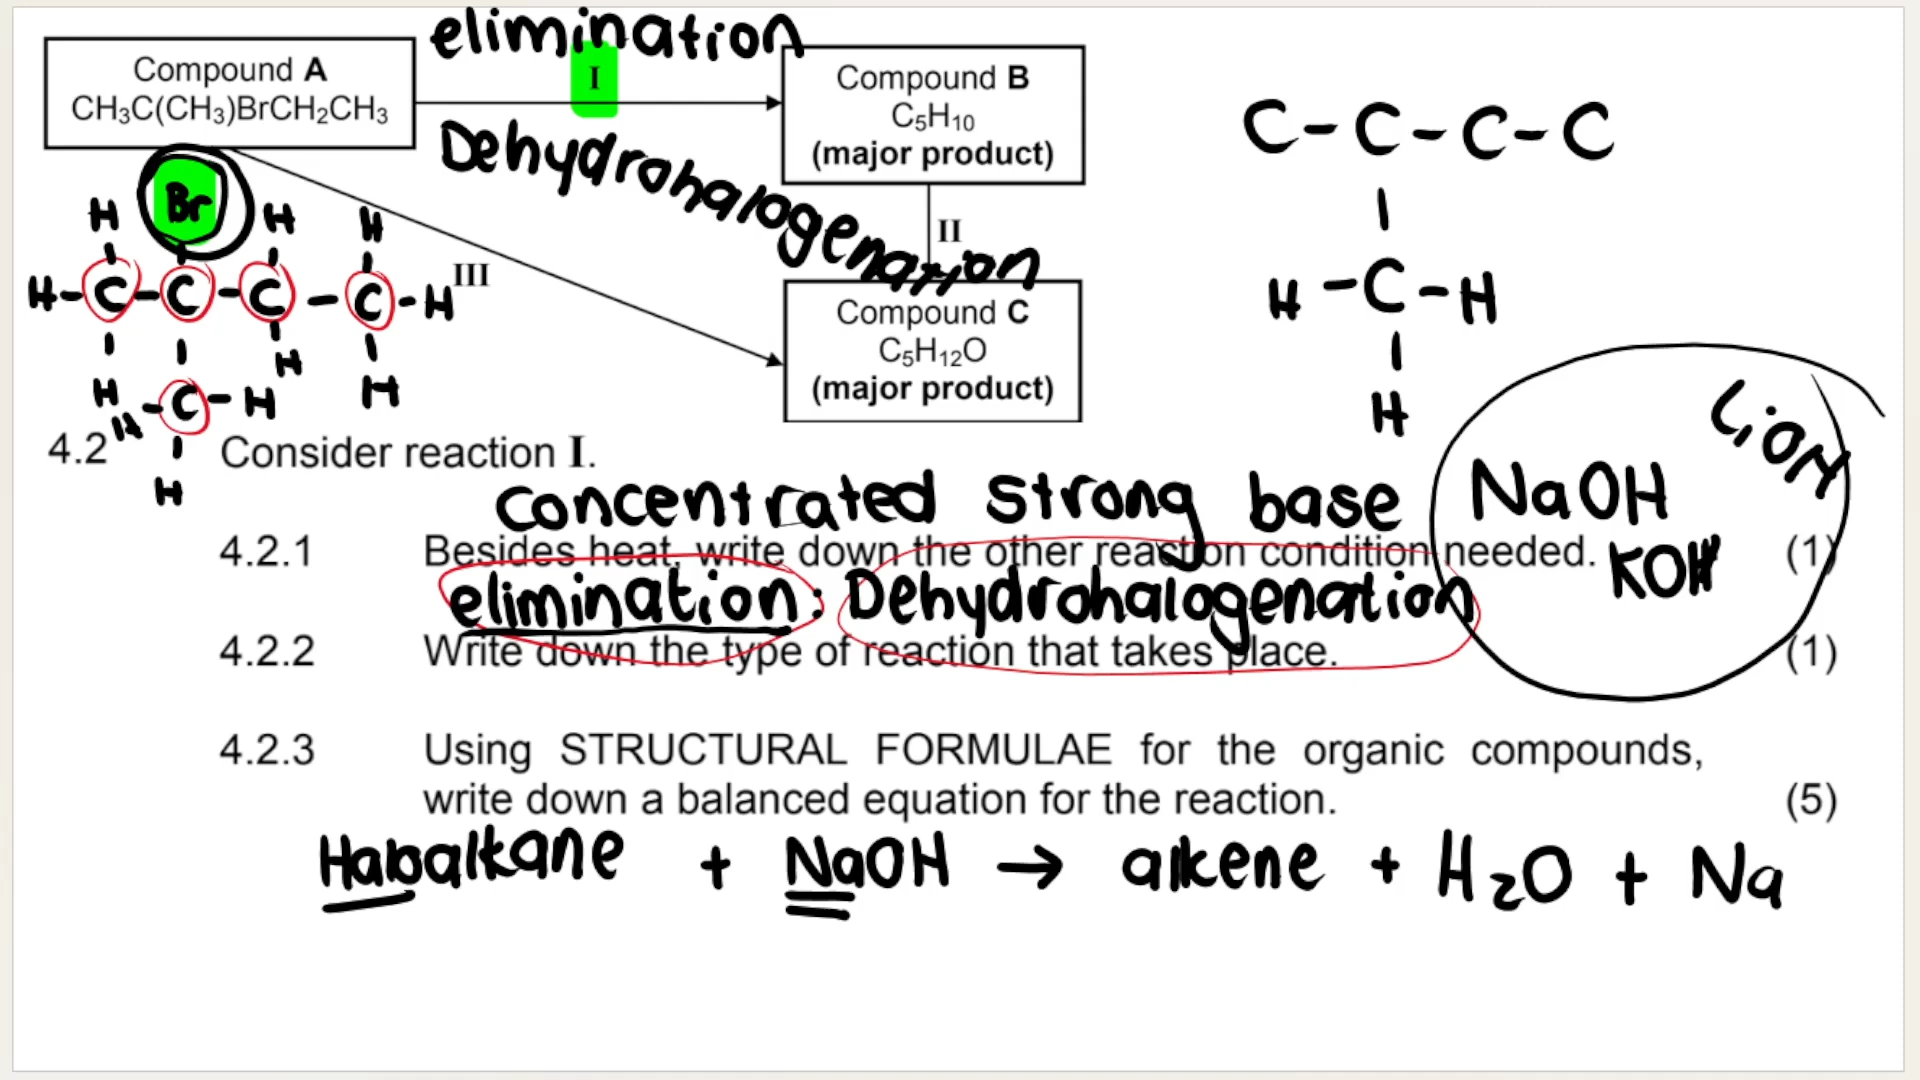 elimination
Compound A
CH₃C(CH₃)BrCH₂CH₃
I
Compound B
C₅H₁₀
(major product)
Dehydrohalogenation
II
III
Compound C
C₅H₁₂O
(major product)
Br
H H H
H-C-C-C-C-H
H H H
H-C-H
H
C-C-C-C
H-C-H
H
4.2 Consider reaction I.
Concentrated strong base NaOH LiOH
KOH
4.2.1 Besides heat, write down the other reaction condition needed. (1)
elimination: Dehydrohalogenation
4.2.2 Write down the type of reaction that takes place. (1)
4.2.3 Using STRUCTURAL FORMULAE for the organic compounds,
write down a balanced equation for the reaction. (5)
Haloalkane + NaOH → alkene + H₂O + Na